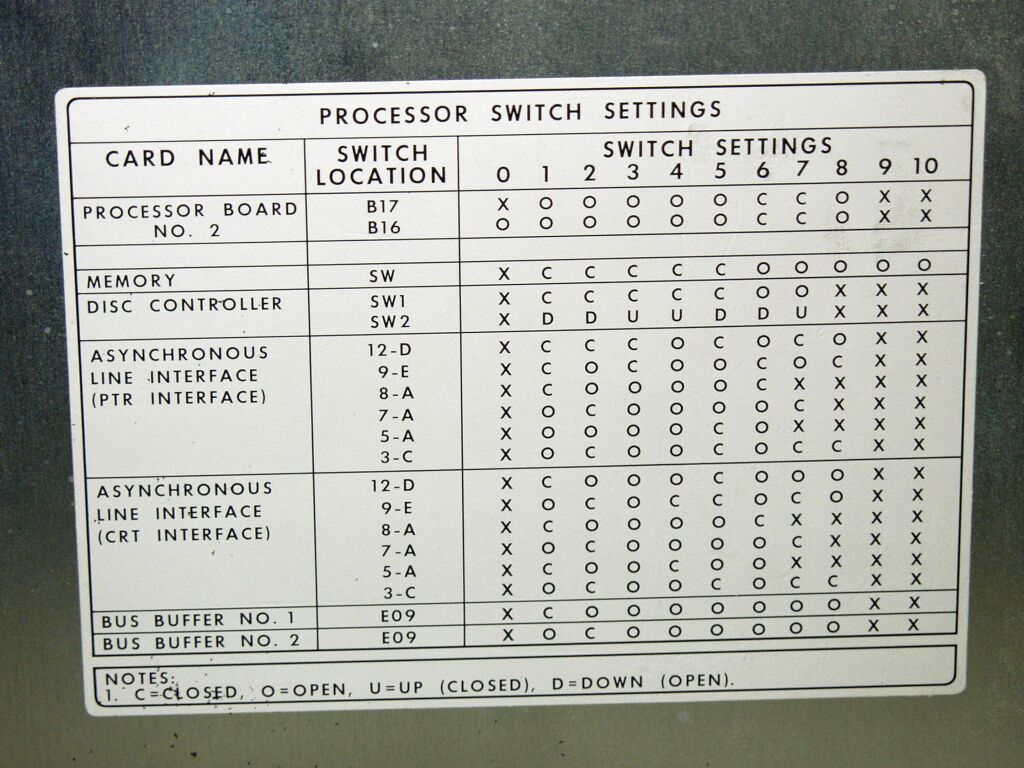 PROCESSOR SWITCH SETTINGS
CARD NAME SWITCH LOCATION SWITCH SETTINGS
0 1 2 3 4 5 6 7 8 9 10
PROCESSOR BOARD B17 X O O O O O C C O X X
NO. 2 B16 O O O O O O C C O X X
MEMORY SW X C C C C C O O O O O
DISC CONTROLLER SW1 X C C C C C O O X X X
SW2 X D D U U D D U X X X
ASYNCHRONOUS 12-D X C C C O C O C O X X
LINE INTERFACE 9-E X O C O C C C O C X X
(PTR INTERFACE) 8-A X C O O O O C X X X X
7-A X O C O O O O C X X X
5-A X O O O O C O X X X X
3-C X O C O O O O C C X X
ASYNCHRONOUS 12-D X C C O O C O O O X X
LINE INTERFACE 9-E X O C O C C O C O X X
(CRT INTERFACE) 8-A X C O O O O C X X X X
7-A X O C O O O O C X X X
5-A X C O O C O O X X X X
3-C X O C O O C O C C X X
BUS BUFFER NO. 1 E09 X C O O O O O O O X X
BUS BUFFER NO. 2 E09 X O C O O O O O O X X
NOTES:
1. C=CLOSED, O=OPEN, U=UP (CLOSED), D=DOWN (OPEN).